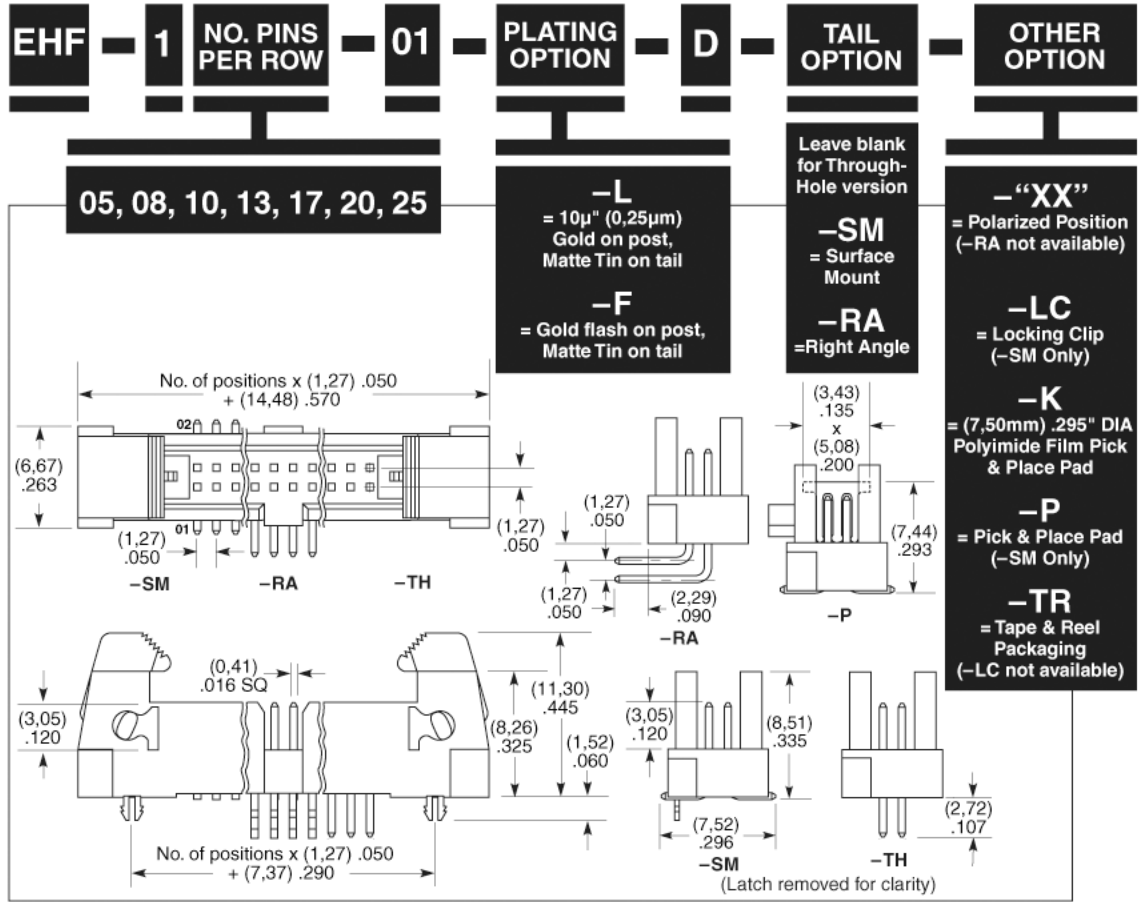 EHF - 1 NO. PINS PER ROW - 01 - PLATING OPTION - D - TAIL OPTION - OTHER OPTION
05, 08, 10, 13, 17, 20, 25
–L
= 10µ" (0,25µm)
Gold on post,
Matte Tin on tail
–F
= Gold flash on post,
Matte Tin on tail
Leave blank
for Through-
Hole version
–SM
= Surface
Mount
–RA
=Right Angle
–“XX”
= Polarized Position
(–RA not available)
–LC
= Locking Clip
(–SM Only)
–K
= (7,50mm) .295" DIA
Polyimide Film Pick
& Place Pad
–P
= Pick & Place Pad
(–SM Only)
–TR
= Tape & Reel
Packaging
(–LC not available)
No. of positions x (1,27) .050
+ (14,48) .570
02
(6,67)
.263
01
(1,27)
.050
(1,27)
.050
–SM
–RA
–TH
(1,27)
.050
(1,27)
.050
(2,29)
.090
–RA
(3,43)
.135
x
(5,08)
.200
(7,44)
.293
–P
(0,41)
.016 SQ
(3,05)
.120
(8,26)
.325
(11,30)
.445
(1,52)
.060
No. of positions x (1,27) .050
+ (7,37) .290
(3,05)
.120
(8,51)
.335
(7,52)
.296
–SM
(2,72)
.107
–TH
(Latch removed for clarity)